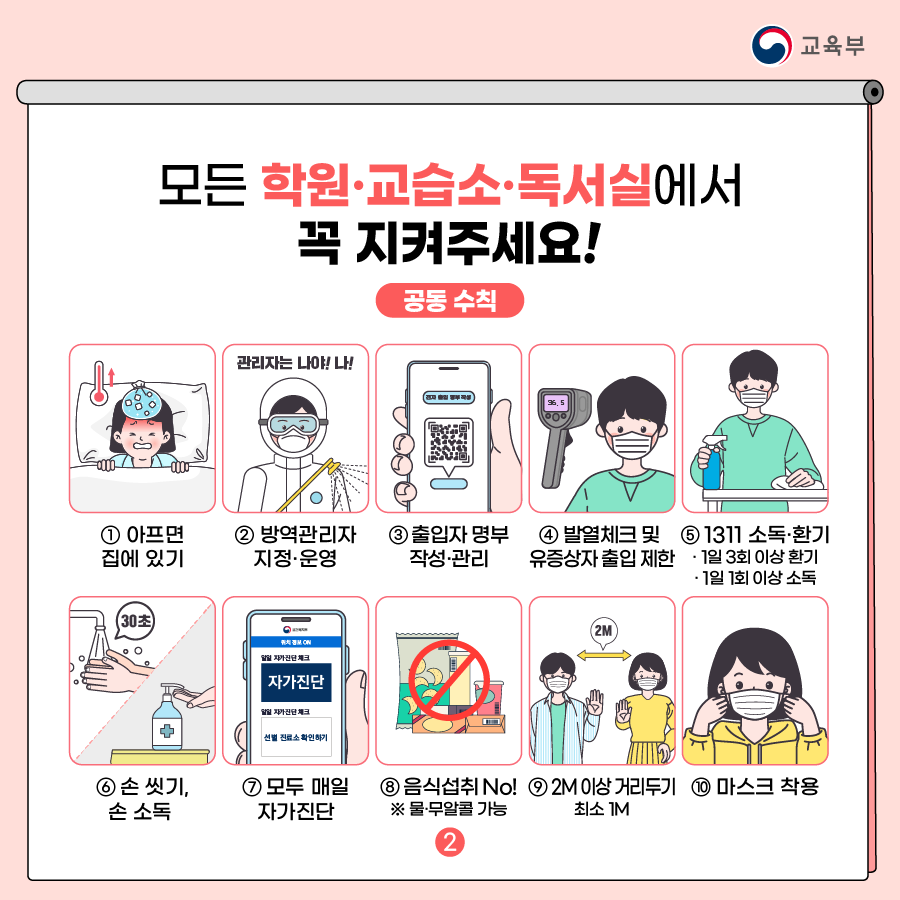 교육부
모든 학원·교습소·독서실에서
꼭 지켜주세요!
공동 수칙
관리자는 나야! 나!
전자 출입 명부 작성
36.5
① 아프면
집에 있기
② 방역관리자
지정·운영
③ 출입자 명부
작성·관리
④ 발열체크 및
유증상자 출입 제한
⑤ 1311 소독·환기
· 1일 3회 이상 환기
· 1일 1회 이상 소독
30초
교육부
위치 정보 ON
일일 자가진단 체크
자가진단
일일 자가진단 체크
선별 진료소 확인하기
2M
⑥ 손 씻기,
손 소독
⑦ 모두 매일
자가진단
⑧ 음식섭취 No!
※ 물·무알콜 가능
⑨ 2M 이상 거리두기
최소 1M
⑩ 마스크 착용
2